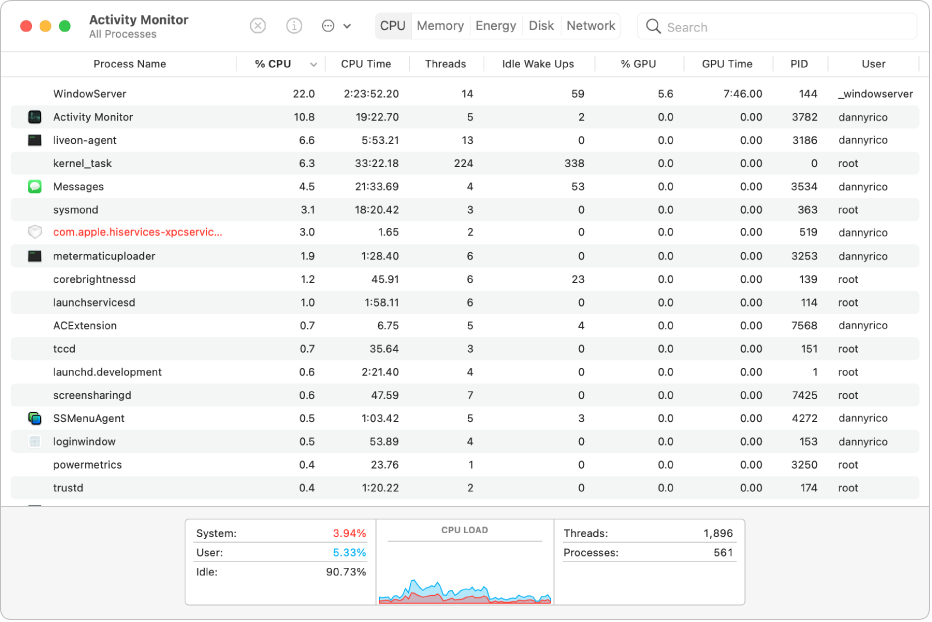 Activity Monitor
All Processes
CPU Memory Energy Disk Network Search
Process Name % CPU CPU Time Threads Idle Wake Ups % GPU GPU Time PID User
WindowServer 22.0 2:23:52.20 14 59 5.6 7:46.00 144 _windowserver
Activity Monitor 10.8 19:22.70 5 2 0.0 0.00 3782 dannyrico
liveon-agent 6.6 5:53.21 13 0 0.0 0.00 3186 dannyrico
kernel_task 6.3 33:22.18 224 338 0.0 0.00 0 root
Messages 4.5 21:33.69 4 53 0.0 0.00 3534 dannyrico
sysmond 3.1 18:20.42 3 0 0.0 0.00 363 root
com.apple.hiservices-xpcservic... 3.0 1.65 2 0 0.0 0.00 519 dannyrico
metermaticuploader 1.9 1:28.40 6 0 0.0 0.00 3253 dannyrico
corebrightnessd 1.2 45.91 6 23 0.0 0.00 139 root
launchservicesd 1.0 1:58.11 6 0 0.0 0.00 114 root
ACExtension 0.7 6.75 5 4 0.0 0.00 7568 dannyrico
tccd 0.7 35.64 3 0 0.0 0.00 151 root
launchd.development 0.6 2:21.40 4 0 0.0 0.00 1 root
screensharingd 0.6 47.59 7 0 0.0 0.00 7425 root
SSMenuAgent 0.5 1:03.42 5 3 0.0 0.00 4272 dannyrico
loginwindow 0.5 53.89 4 0 0.0 0.00 153 dannyrico
powermetrics 0.4 23.76 1 0 0.0 0.00 3250 root
trustd 0.4 1:20.22 2 0 0.0 0.00 174 root
System: 3.94% CPU LOAD Threads: 1,896
User: 5.33% Processes: 561
Idle: 90.73%